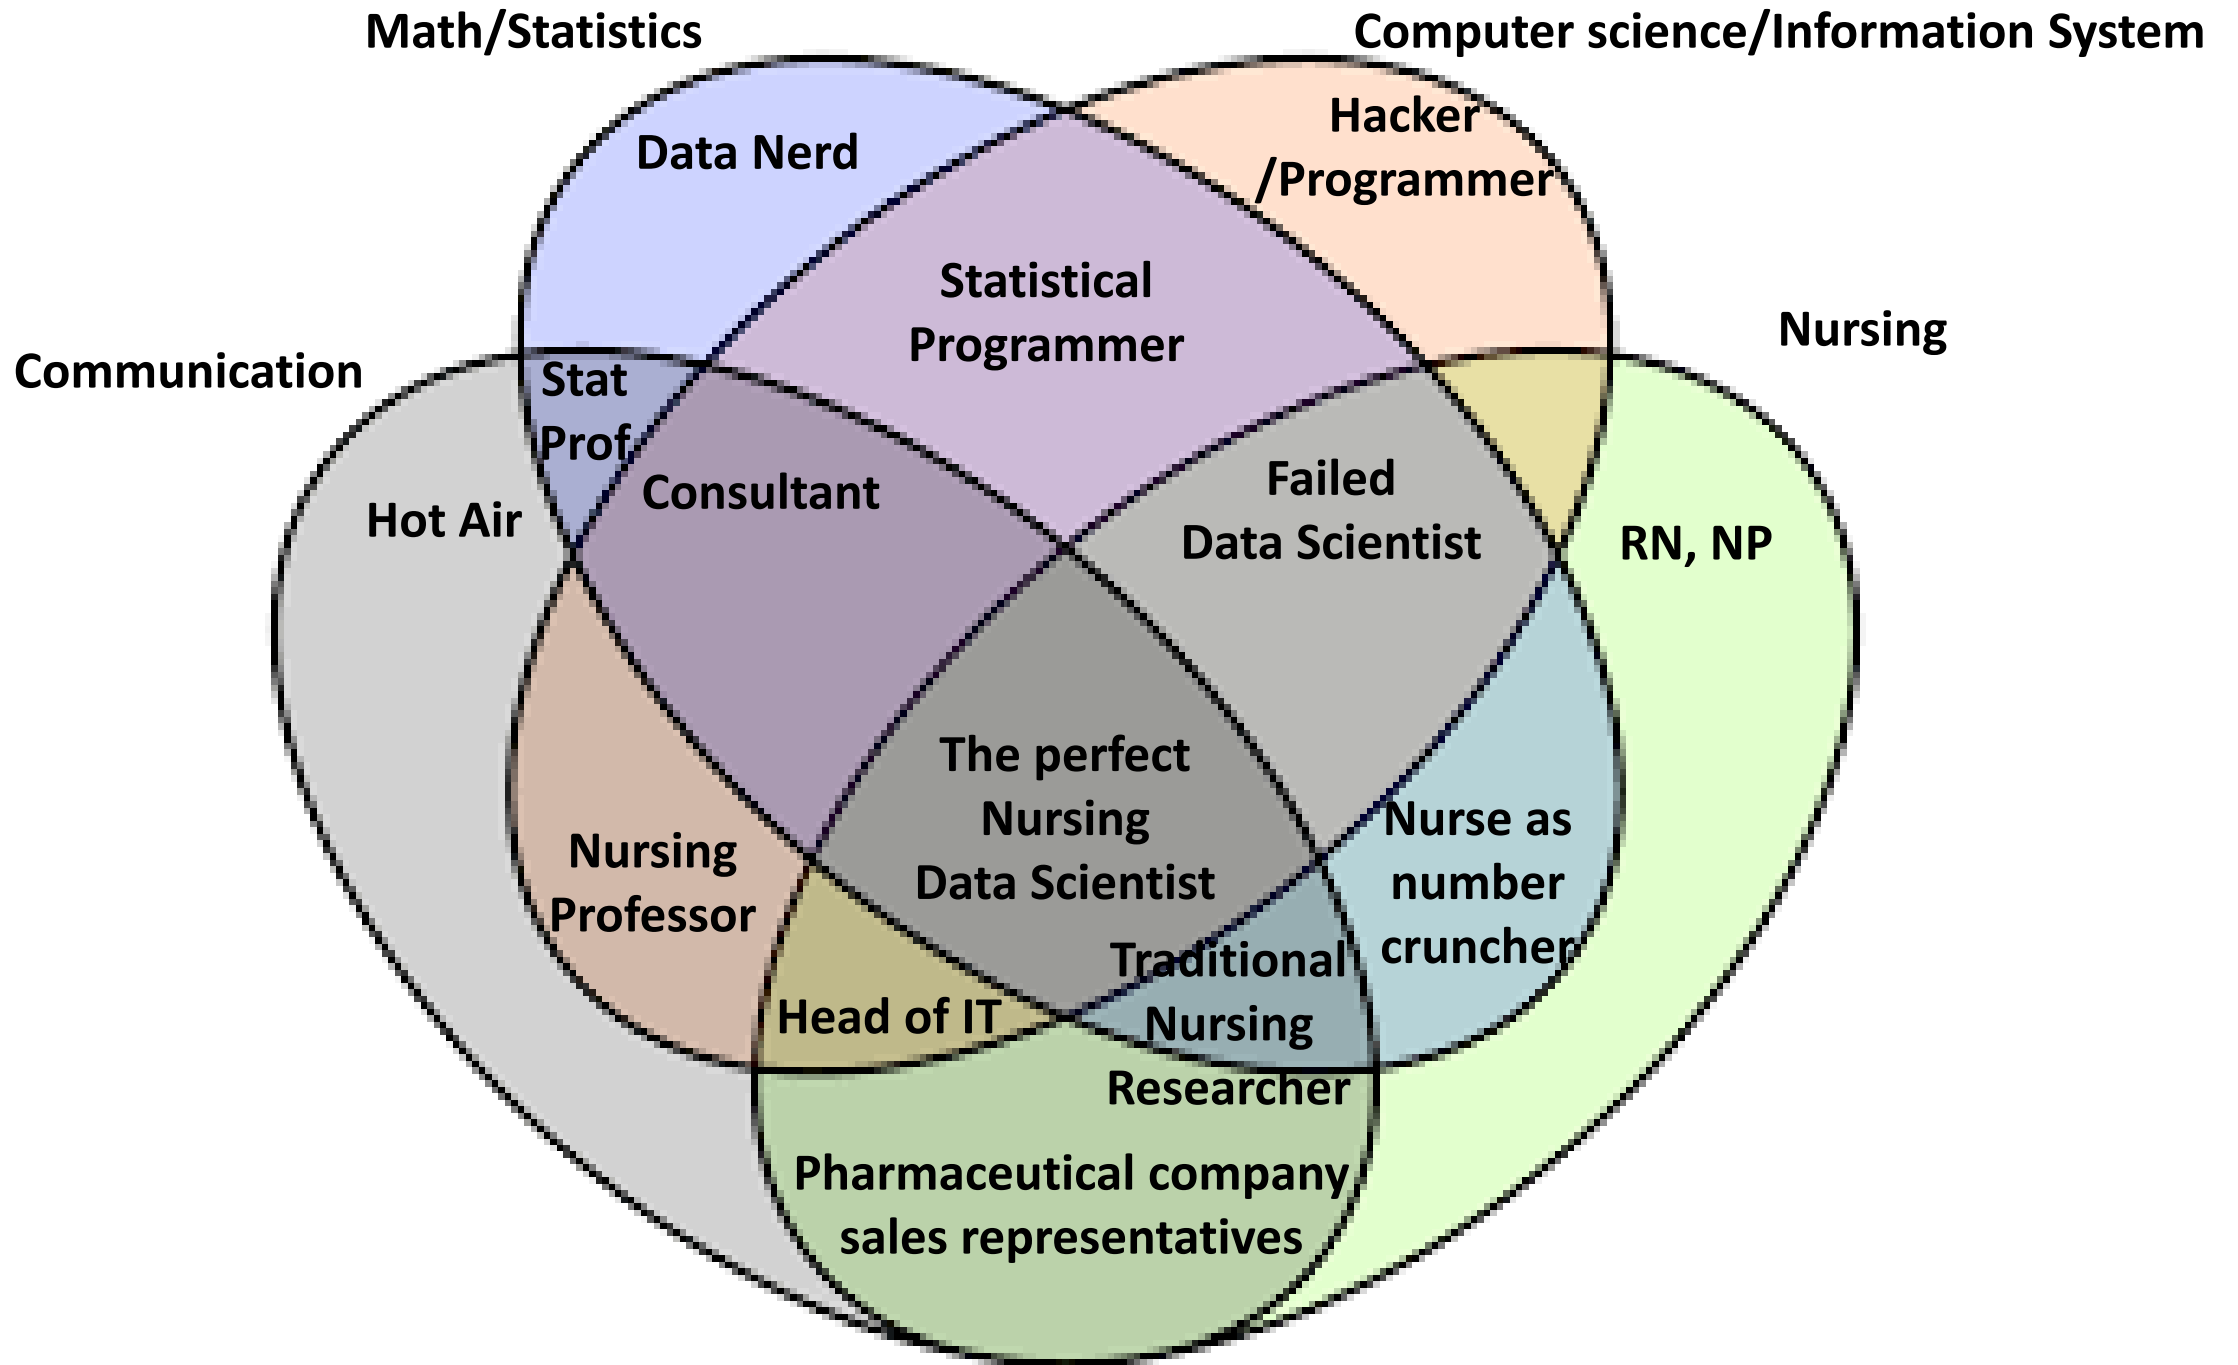 Math/Statistics
Computer science/Information System
Hacker
/Programmer
Data Nerd
Statistical
Programmer
Nursing
Communication
Stat
Prof
Consultant
Hot Air
Failed
Data Scientist
RN, NP
The perfect
Nursing
Data Scientist
Nurse as
number
cruncher
Nursing
Professor
Traditional
Nursing
Researcher
Head of IT
Pharmaceutical company
sales representatives